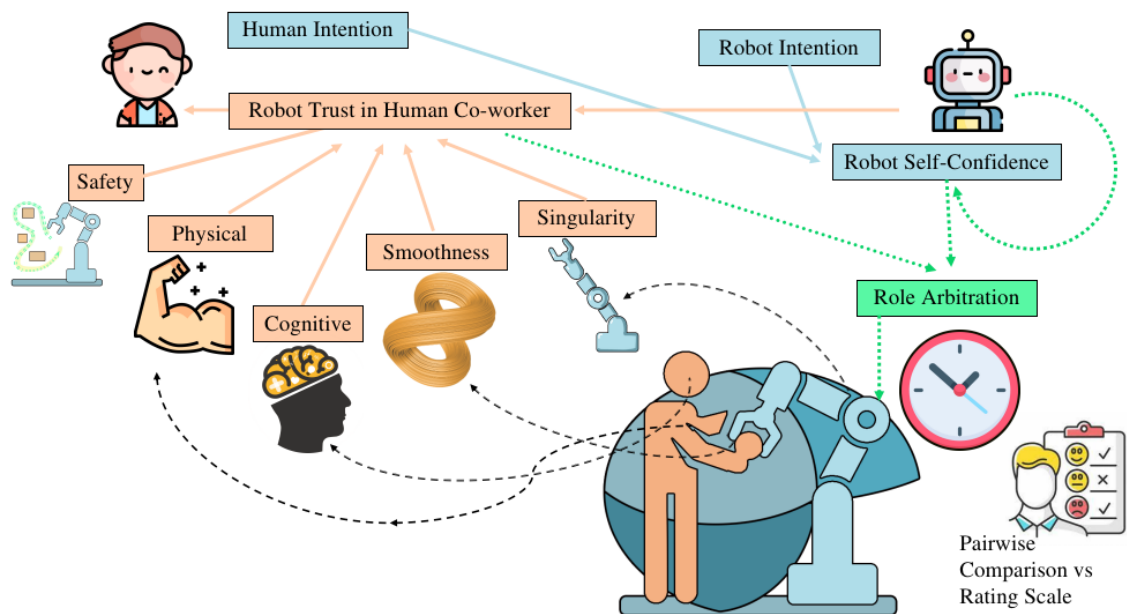 Human Intention
Robot Intention
Robot Trust in Human Co-worker
Robot Self-Confidence
Safety
Physical
Smoothness
Singularity
Cognitive
Role Arbitration
Pairwise
Comparison vs
Rating Scale